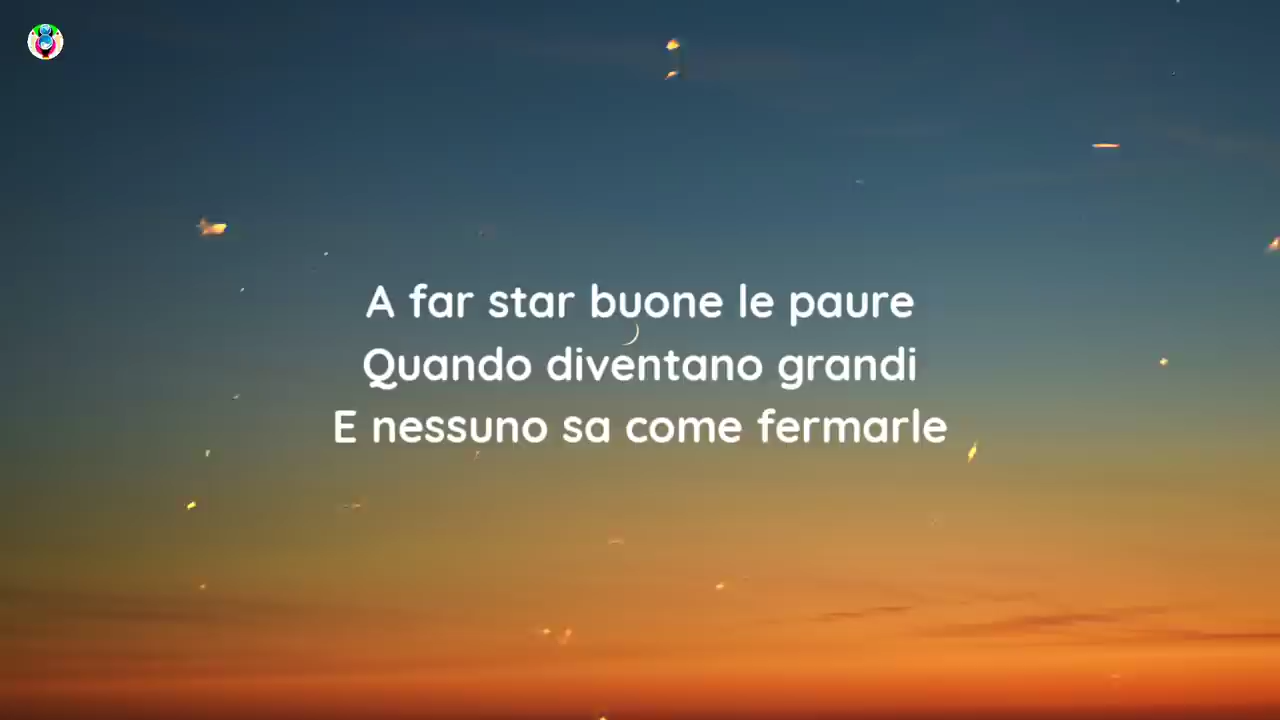 A far star buone le paure
Quando diventano grandi
E nessuno sa come fermarle